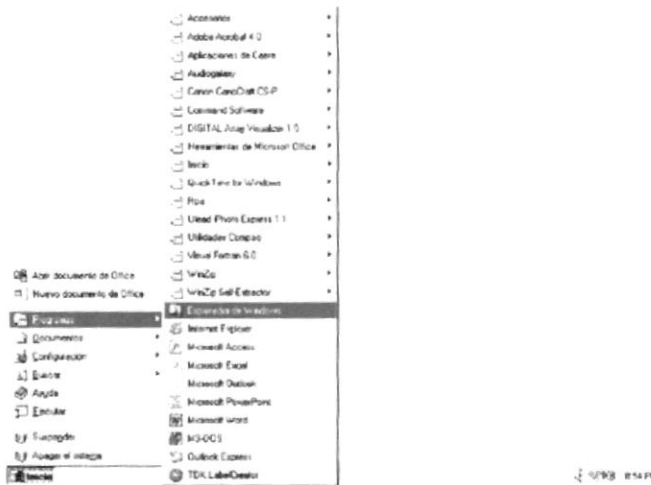 Accesorios
Adobe Acrobat 4.0
Aplicaciones de Caere
Audiogalaxy
Canon CanoCraft CS-P
Command Software
DIGITAL Array Visualizer 1.0
Herramientas de Microsoft Office
Inicio
QuickTime for Windows
Ulead Photo Express 1.1
Utilidades Compaq
Visual Fortran 6.0
WinZip
WinZip Self-Extractor
Explorador de Windows
Internet Explorer
Microsoft Access
Microsoft Excel
Microsoft Outlook
Microsoft PowerPoint
Microsoft Word
MS-DOS
Outlook Express
TDK LabelCreator
Abrir documento de Office
Nuevo documento de Office
Programas
Documentos
Configuración
Buscar
Ayuda
Ejecutar
Suspender
Apagar el sistema
Inicio